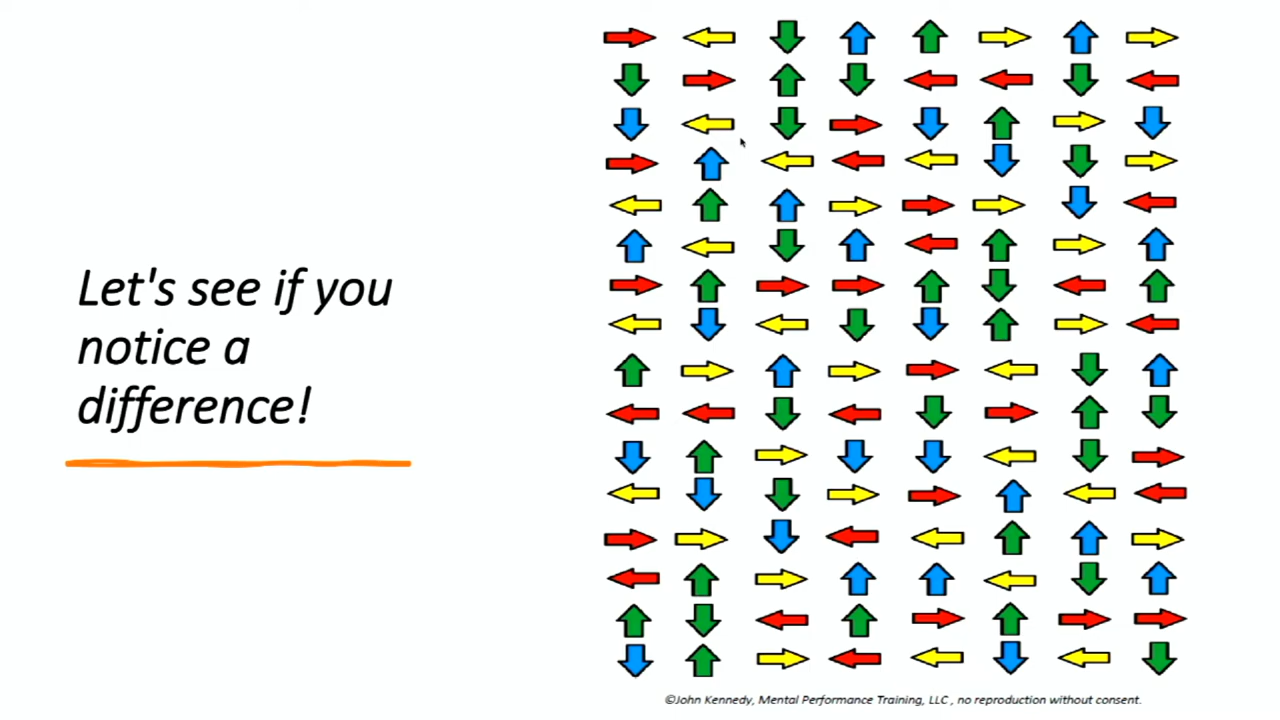 Let's see if you
notice a
difference!
©John Kennedy, Mental Performance Training, LLC , no reproduction without consent.